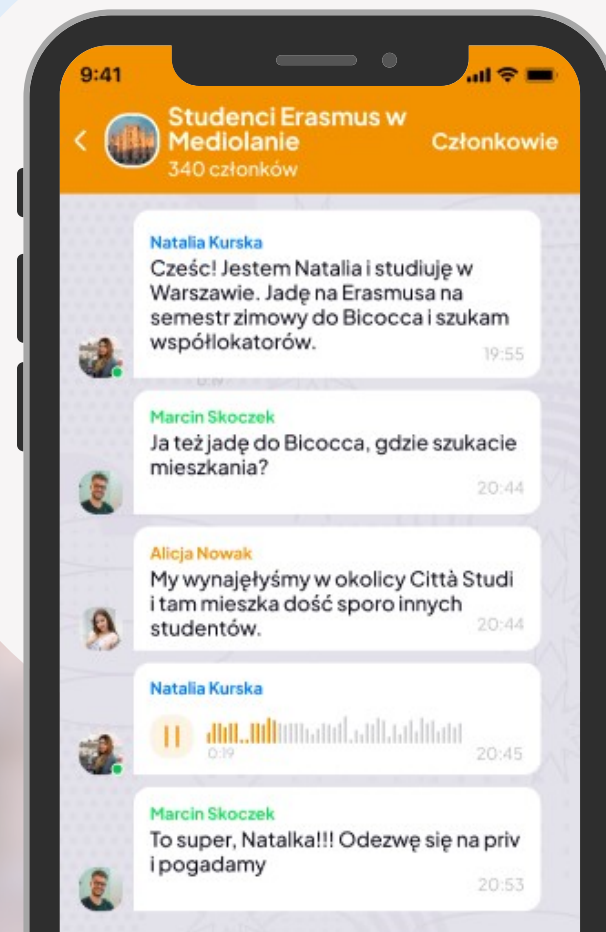 9:41
Studenci Erasmus w
Mediolanie
Członkowie
340 członków
Natalia Kurska
Cześc! Jestem Natalia i studiuję w
Warszawie. Jadę na Erasmusa na
semestr zimowy do Bicocca i szukam
współlokatorów.
19:55
0:19
Marcin Skoczek
Ja też jadę do Bicocca, gdzie szukacie
mieszkania?
20:44
Alicja Nowak
My wynajęłyśmy w okolicy Città Studi
i tam mieszka dość sporo innych
studentów.
20:44
Natalia Kurska
0:19
20:45
Marcin Skoczek
To super, Natalka!!! Odezwę się na priv
i pogadamy
20:53